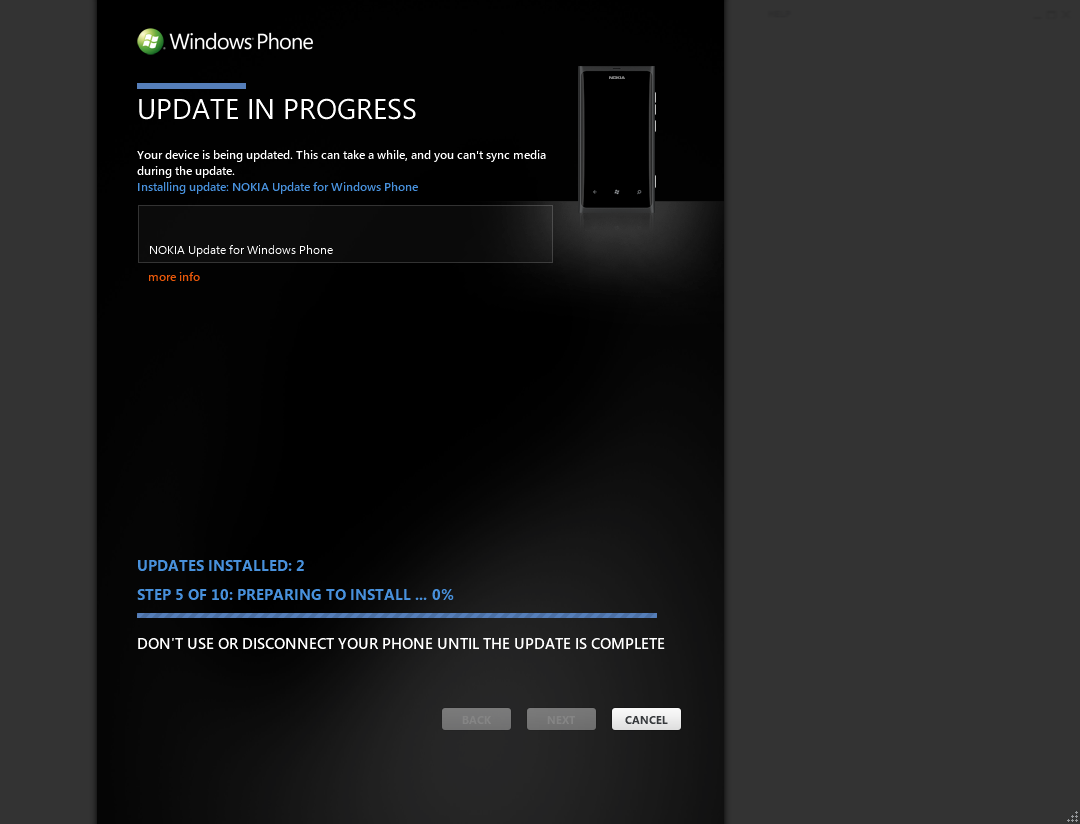 Windows Phone
NOKIA
UPDATE IN PROGRESS
Your device is being updated. This can take a while, and you can't sync media
during the update.
Installing update: NOKIA Update for Windows Phone
NOKIA Update for Windows Phone
more info
UPDATES INSTALLED: 2
STEP 5 OF 10: PREPARING TO INSTALL ... 0%
DON'T USE OR DISCONNECT YOUR PHONE UNTIL THE UPDATE IS COMPLETE
BACK NEXT CANCEL